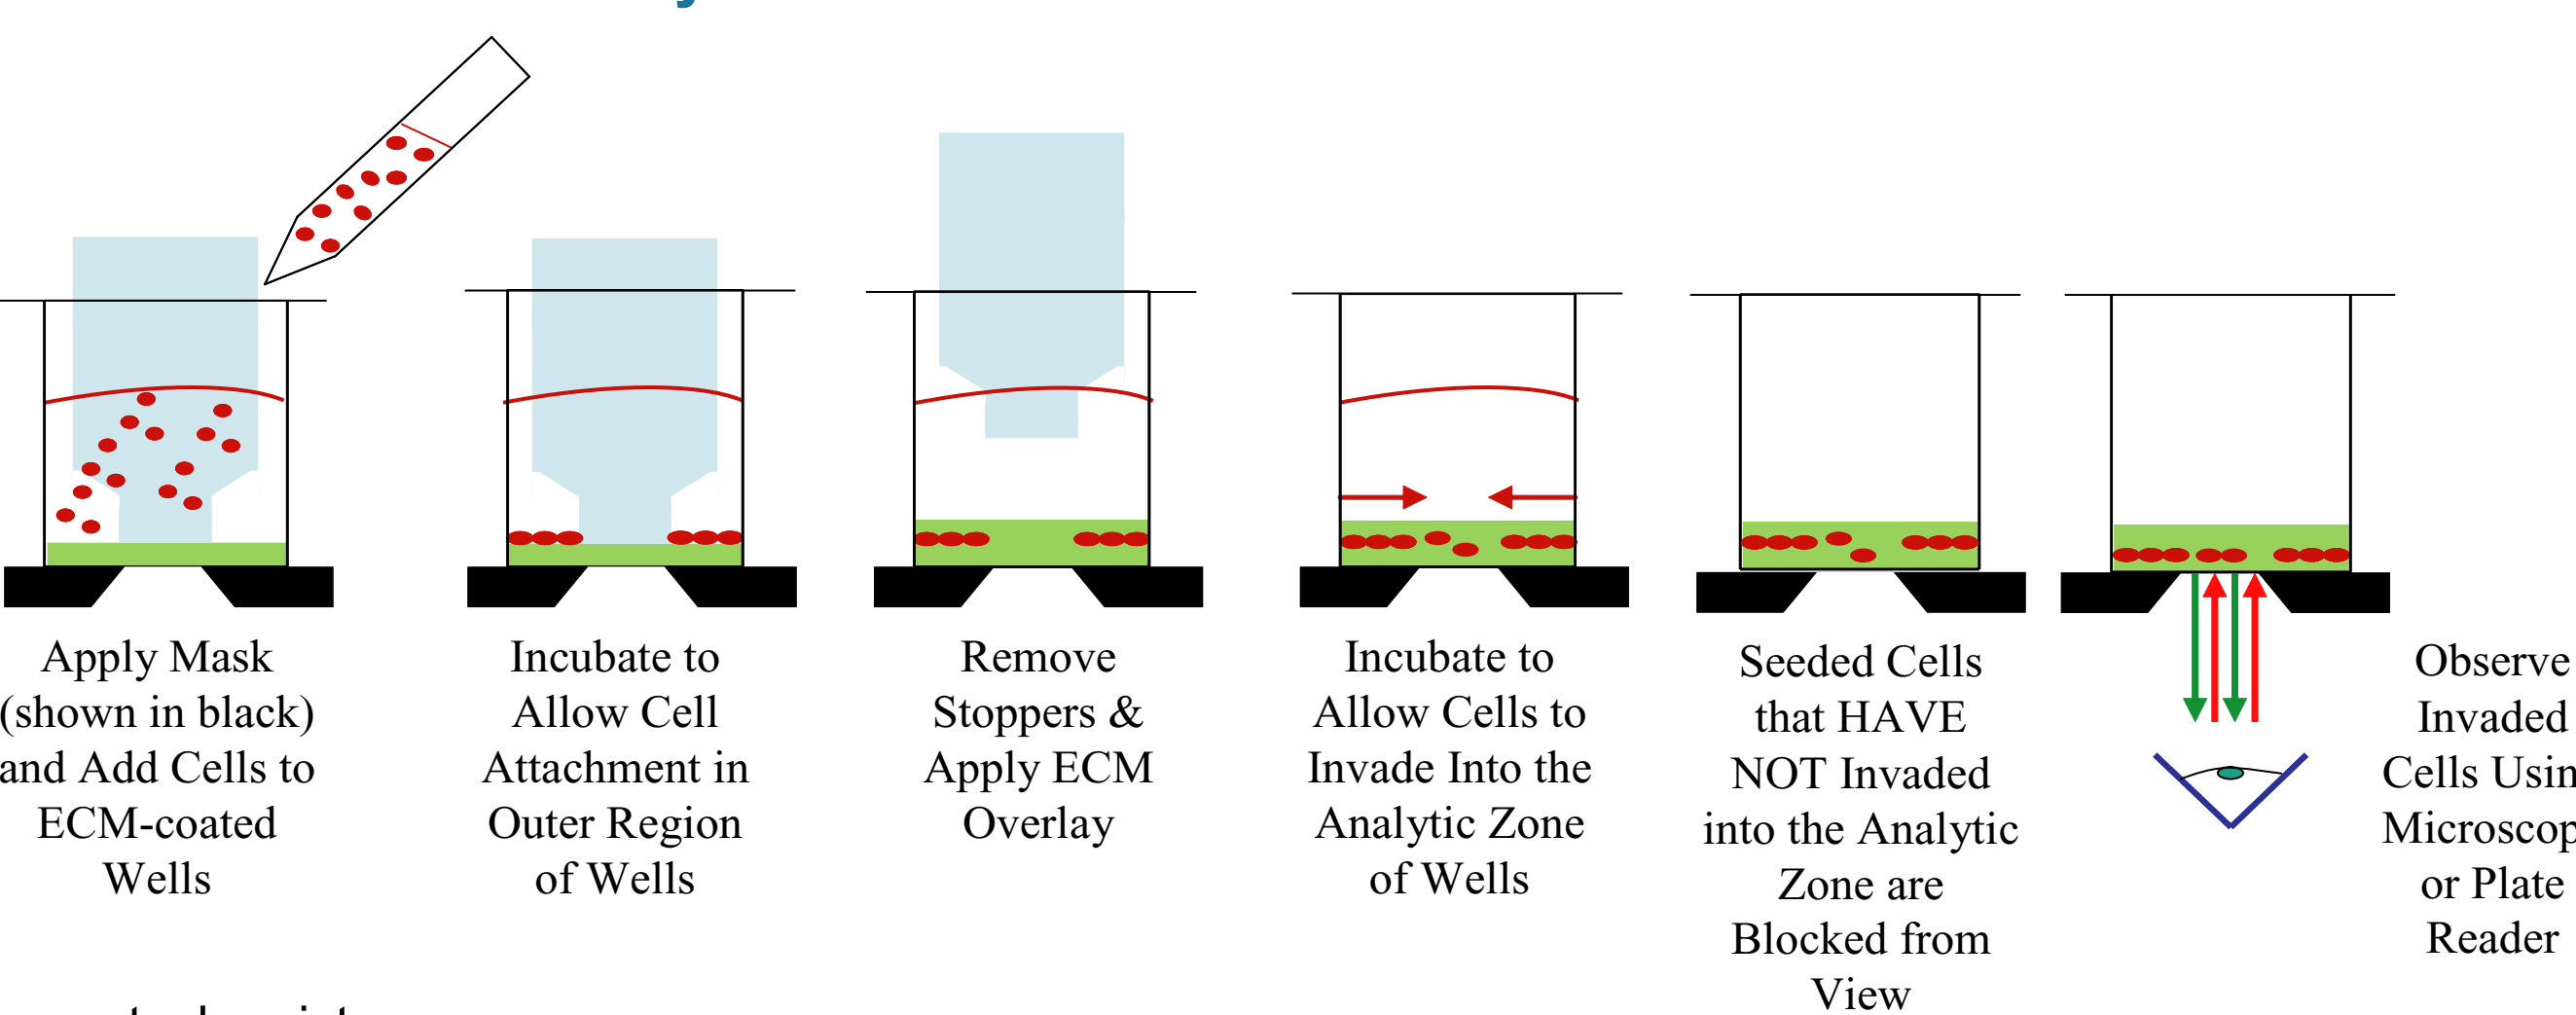 Apply Mask
(shown in black)
and Add Cells to
ECM-coated
Wells
Incubate to
Allow Cell
Attachment in
Outer Region
of Wells
Remove
Stoppers &
Apply ECM
Overlay
Incubate to
Allow Cells to
Invade Into the
Analytic Zone
of Wells
Seeded Cells
that HAVE
NOT Invaded
into the Analytic
Zone are
Blocked from
View
Observe
Invaded
Cells
or Plate
Reader